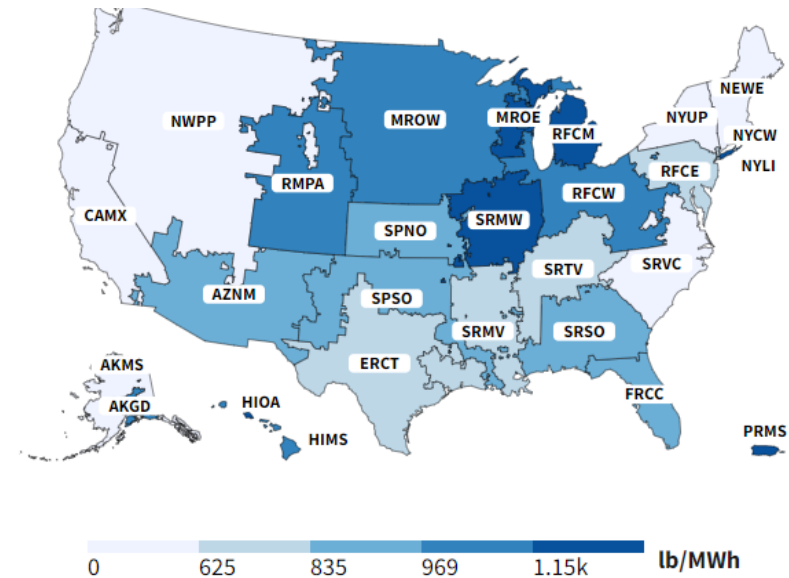 NEWE
NWPP
MROW
MROE
NYUP
RFCM
NYCW
NYLI
RFCE
RMPA
RFCW
CAMX
SRMW
SPNO
SRTV
SRVC
AZNM
SPSO
SRMV
SRSO
ERCT
AKMS
FRCC
AKGD
HIOA
HIMS
PRMS
0 625 835 969 1.15k lb/MWh